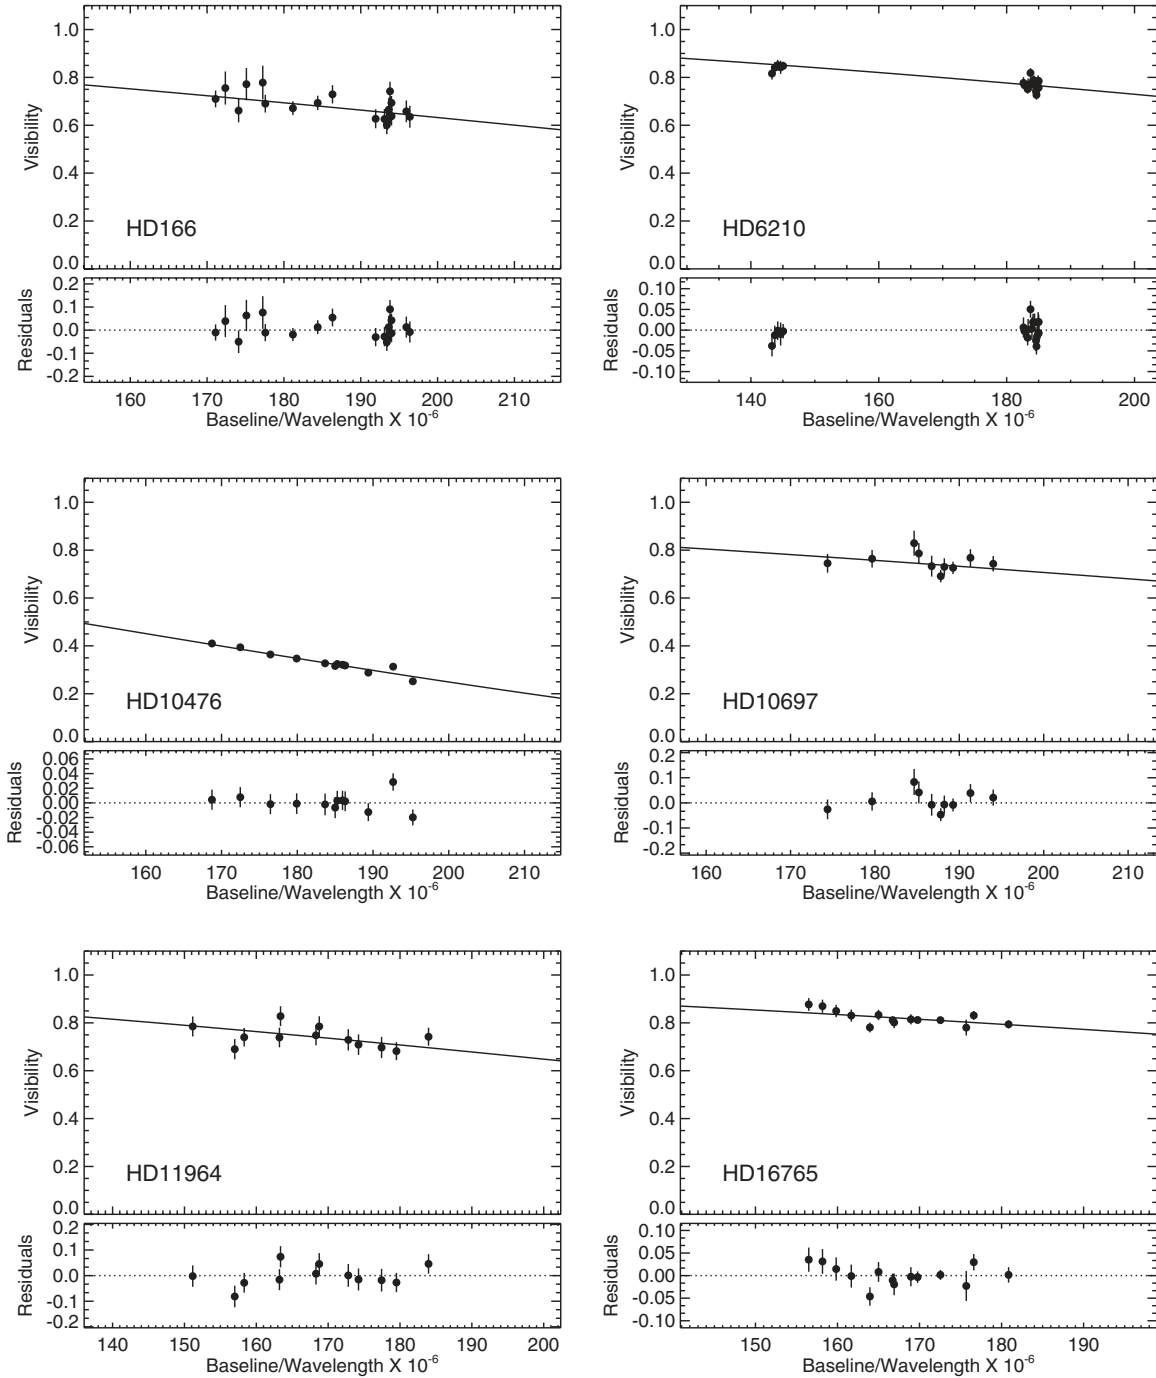 1.0
0.8
0.6
0.4
0.2
0.0
Visibility
HD166
0.2
0.1
0.0
-0.1
-0.2
Residuals
160 170 180 190 200 210
Baseline/Wavelength X 10^-6
1.0
0.8
0.6
0.4
0.2
0.0
Visibility
HD6210
0.10
0.05
0.00
-0.05
-0.10
Residuals
140 160 180 200
Baseline/Wavelength X 10^-6
1.0
0.8
0.6
0.4
0.2
0.0
Visibility
HD10476
0.06
0.04
0.02
0.00
-0.02
-0.04
-0.06
Residuals
160 170 180 190 200 210
Baseline/Wavelength X 10^-6
1.0
0.8
0.6
0.4
0.2
0.0
Visibility
HD10697
0.2
0.1
0.0
-0.1
-0.2
Residuals
160 170 180 190 200 210
Baseline/Wavelength X 10^-6
1.0
0.8
0.6
0.4
0.2
0.0
Visibility
HD11964
0.2
0.1
0.0
-0.1
-0.2
Residuals
140 150 160 170 180 190 200
Baseline/Wavelength X 10^-6
1.0
0.8
0.6
0.4
0.2
0.0
Visibility
HD16765
0.10
0.05
0.00
-0.05
-0.10
Residuals
150 160 170 180 190
Baseline/Wavelength X 10^-6